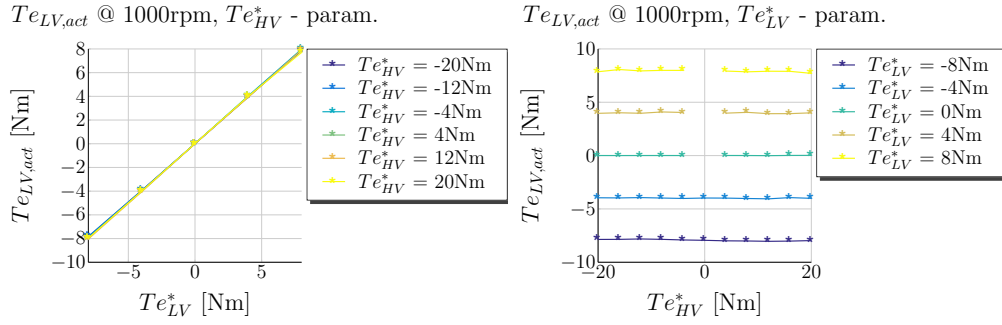 Te_{LV,act} @ 1000rpm, Te^*_{HV} - param.
8
6
4
2
0
−2
−4
−6
−8
−10
−5
0
5
Te_{LV,act} [Nm]
Te^*_{LV} [Nm]
Te^*_{HV} = -20Nm
Te^*_{HV} = -12Nm
Te^*_{HV} = -4Nm
Te^*_{HV} = 4Nm
Te^*_{HV} = 12Nm
Te^*_{HV} = 20Nm
Te_{LV,act} @ 1000rpm, Te^*_{LV} - param.
10
5
0
−5
−10
−20
−10
0
10
20
Te_{LV,act} [Nm]
Te^*_{HV} [Nm]
Te^*_{LV} = -8Nm
Te^*_{LV} = -4Nm
Te^*_{LV} = 0Nm
Te^*_{LV} = 4Nm
Te^*_{LV} = 8Nm